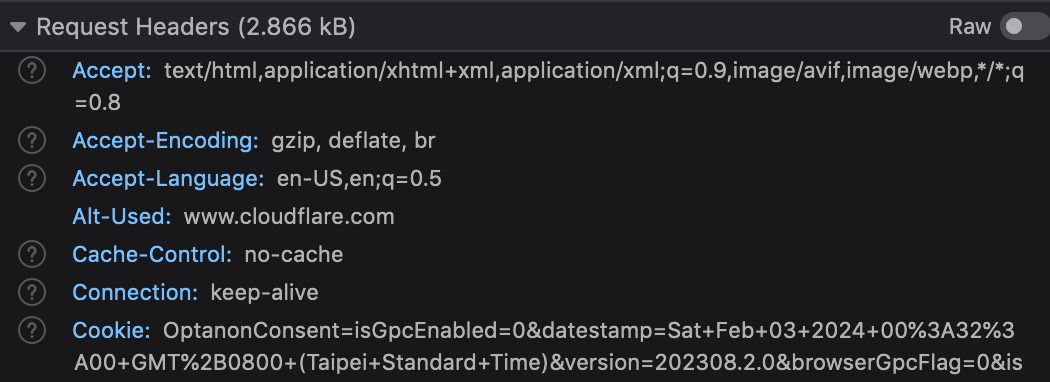 Request Headers (2.866 kB)
Raw
Accept: text/html,application/xhtml+xml,application/xml;q=0.9,image/avif,image/webp,*/*;q
=0.8
Accept-Encoding: gzip, deflate, br
Accept-Language: en-US,en;q=0.5
Alt-Used: www.cloudflare.com
Cache-Control: no-cache
Connection: keep-alive
Cookie: OptanonConsent=isGpcEnabled=0&datestamp=Sat+Feb+03+2024+00%3A32%3
A00+GMT%2B0800+(Taipei+Standard+Time)&version=202308.2.0&browserGpcFlag=0&is